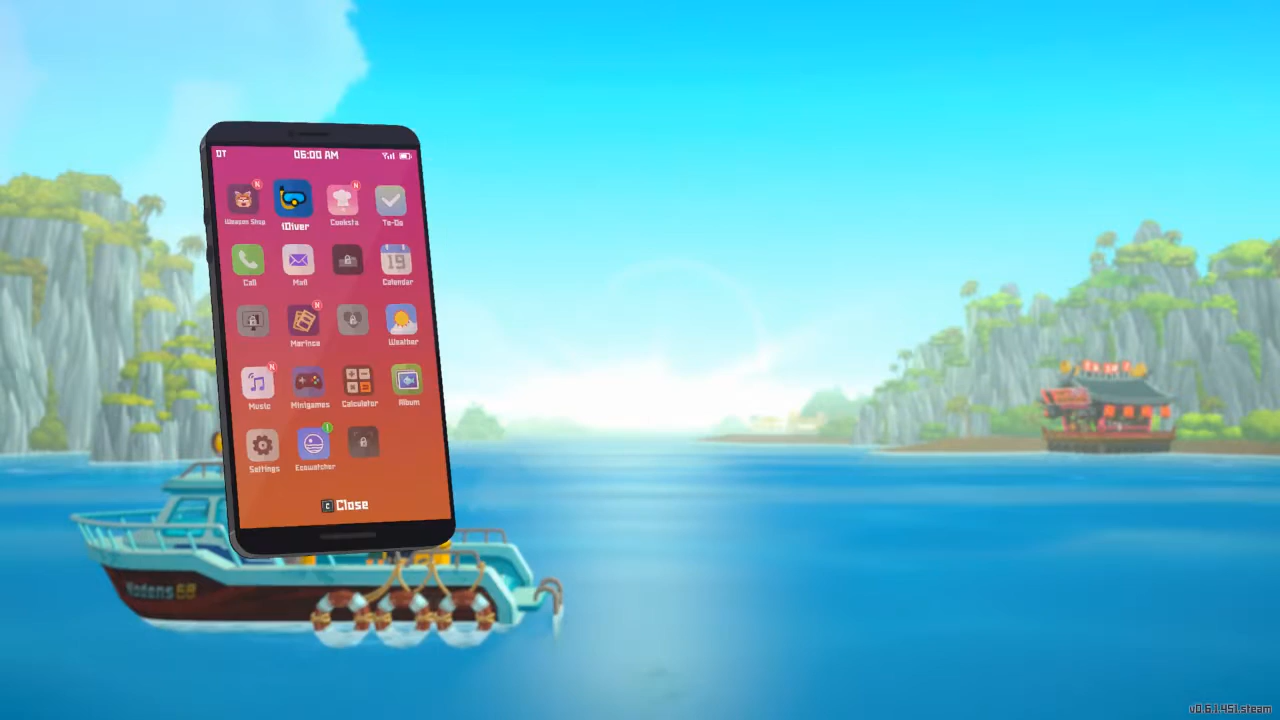 DT 06:00 AM
N N
Weapon Shop iDiver Cooksta To-Do
Call Mail 19 Calendar
N
Marinca Weather
N
Music Minigames Calculator Album
Settings Ecowatcher
C Close
v0.6.1.451.steam